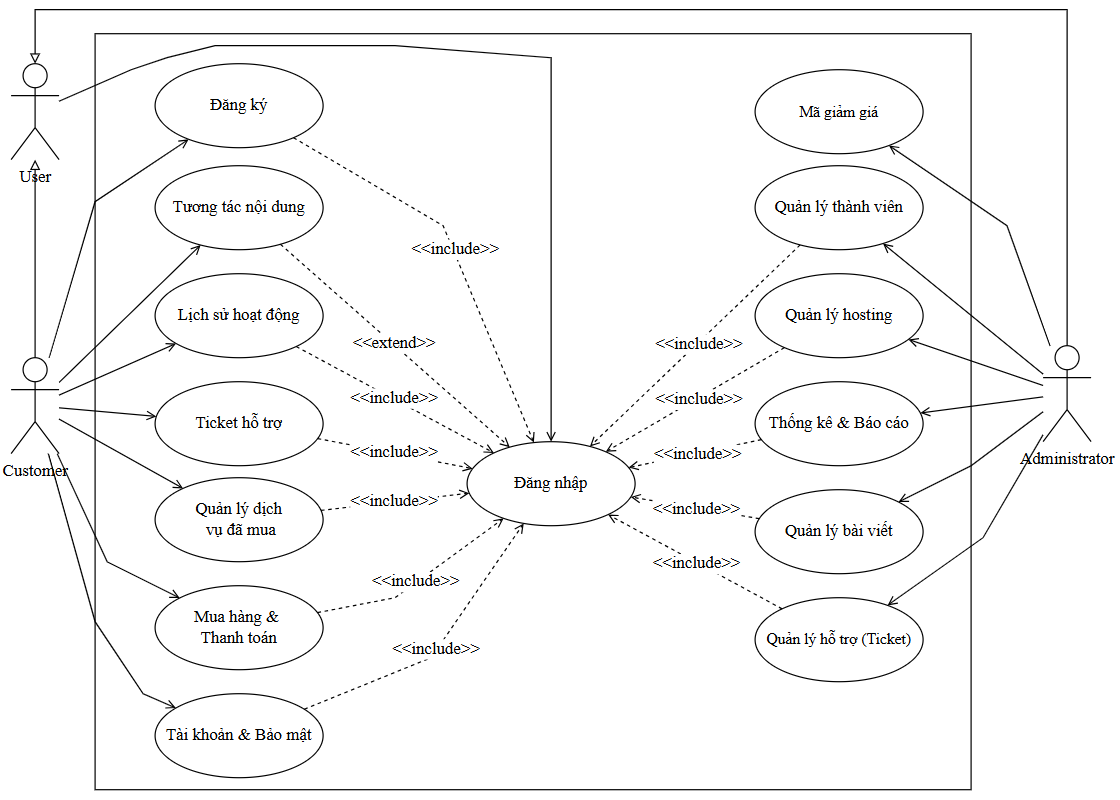 Đăng ký
Mã giảm giá
User
Tương tác nội dung
Quản lý thành viên
<<include>>
Lịch sử hoạt động
Quản lý hosting
<<extend>>
<<include>>
<<include>>
<<include>>
Ticket hỗ trợ
Thống kê & Báo cáo
<<include>>
<<include>>
Customer
Administrator
Đăng nhập
<<include>>
<<include>>
Quản lý dịch
vụ đã mua
Quản lý bài viết
<<include>>
<<include>>
Mua hàng &
Thanh toán
Quản lý hỗ trợ (Ticket)
<<include>>
Tài khoản & Bảo mật